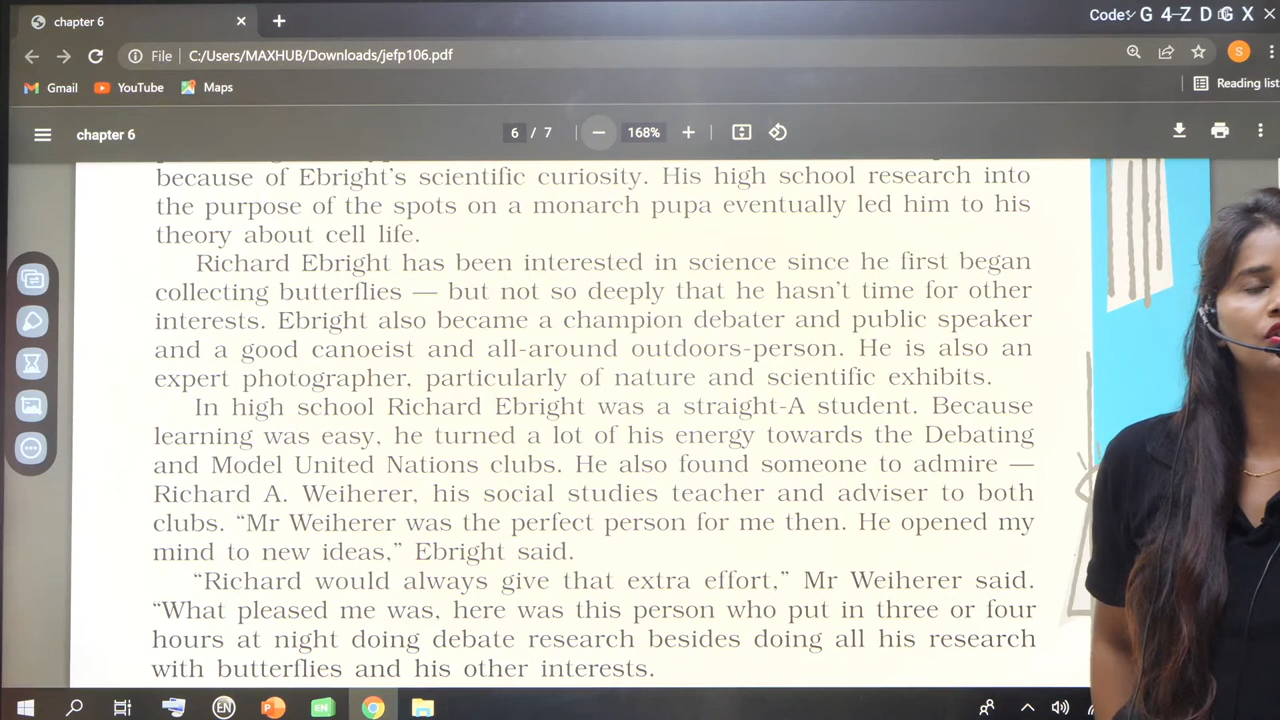 chapter 6
Code: G 4 Z D G X
File C:/Users/MAXHUB/Downloads/jefp106.pdf
S
Gmail YouTube Maps
Reading list
chapter 6
6 / 7 168%
because of Ebright's scientific curiosity. His high school research into
the purpose of the spots on a monarch pupa eventually led him to his
theory about cell life.
Richard Ebright has been interested in science since he first began
collecting butterflies — but not so deeply that he hasn't time for other
interests. Ebright also became a champion debater and public speaker
and a good canoeist and all-around outdoors-person. He is also an
expert photographer, particularly of nature and scientific exhibits.
In high school Richard Ebright was a straight-A student. Because
learning was easy, he turned a lot of his energy towards the Debating
and Model United Nations clubs. He also found someone to admire —
Richard A. Weiherer, his social studies teacher and adviser to both
clubs. “Mr Weiherer was the perfect person for me then. He opened my
mind to new ideas,” Ebright said.
“Richard would always give that extra effort,” Mr Weiherer said.
“What pleased me was, here was this person who put in three or four
hours at night doing debate research besides doing all his research
with butterflies and his other interests.
EN P EN